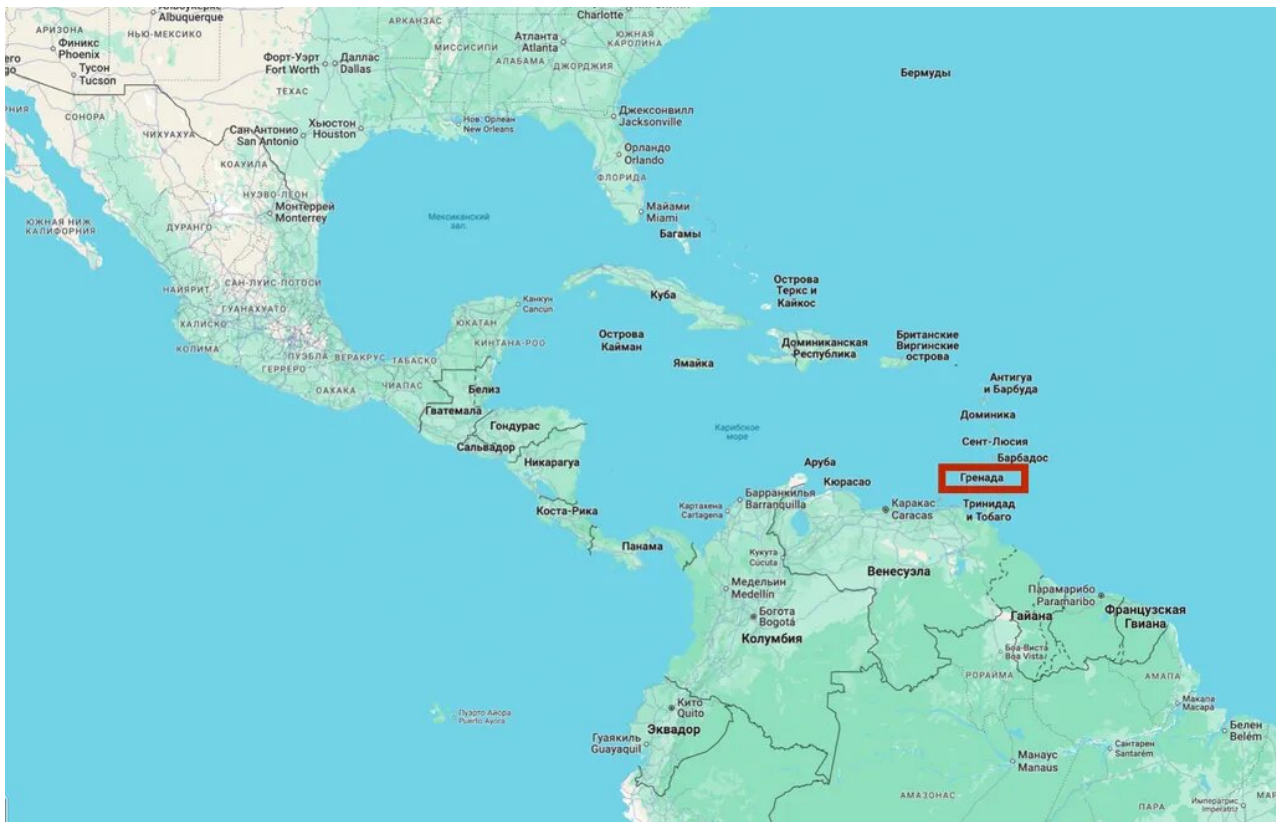 Albuquerque
Charlotte
АРИЗОНА
НЬЮ-МЕКСИКО
АРКАНЗАС
Финикс
Phoenix
Тусон
Tucson
Форт-Уэрт
Fort Worth
Даллас
Dallas
ТЕХАС
МИССИСИПИ
АЛАБАМА
Атланта
Atlanta
ДЖОРДЖИЯ
ЮЖНАЯ
КАРОЛИНА
Бермуды
СОНОРА
ЧИХУАХУА
Сан-Антонио
San Antonio
Хьюстон
Houston
Нов. Орлеан
New Orleans
Джексонвилл
Jacksonville
Орландо
Orlando
ФЛОРИДА
КОАУИЛА
НУЭВО-ЛЕОН
Монтеррей
Monterrey
ЮЖНАЯ НИЖ
КАЛИФОРНИЯ
ДУРАНГО
Мексиканский
зал.
Майами
Miami
Багамы
НАЙЯРИТ
САН-ЛУИС-ПОТОСИ
ГУАНАХУАТО
ХАЛИСКО
КОЛИМА
Канкун
Cancun
ЮКАТАН
КИНТАНА-РОО
Куба
Острова
Теркс и
Кайкос
Острова
Кайман
Ямайка
Доминиканская
Республика
Британские
Виргинские
острова
ПУЭБЛА
ВЕРАКРУС
ТАБАСКО
ГЕРРЕРО
ОАХАКА
ЧИАПАС
Белиз
Гватемала
Гондурас
Сальвадор
Никарагуа
Карибское
море
Антигуа
и Барбуда
Доминика
Сент-Люсия
Барбадос
Гренада
Тринидад
и Тобаго
Аруба
Кюрасао
Коста-Рика
Панама
Картахена
Cartagena
Барранкилья
Barranquilla
Каракас
Caracas
Кукута
Cúcuta
Венесуэла
Медельин
Medellín
Богота
Bogotá
Колумбия
Парамарибо
Paramaribo
Гайана
Французская
Гвиана
Боа-Виста
Boa Vista
РОРАЙМА
АМАПА
Пуэрто Айора
Puerto Ayora
Кито
Quito
Эквадор
Гуаякиль
Guayaquil
Макапа
Macapá
Белен
Belém
Сантарен
Santarém
Манаус
Manaus
АМАЗОНАС
ПАРА
Императрис
Imperatriz